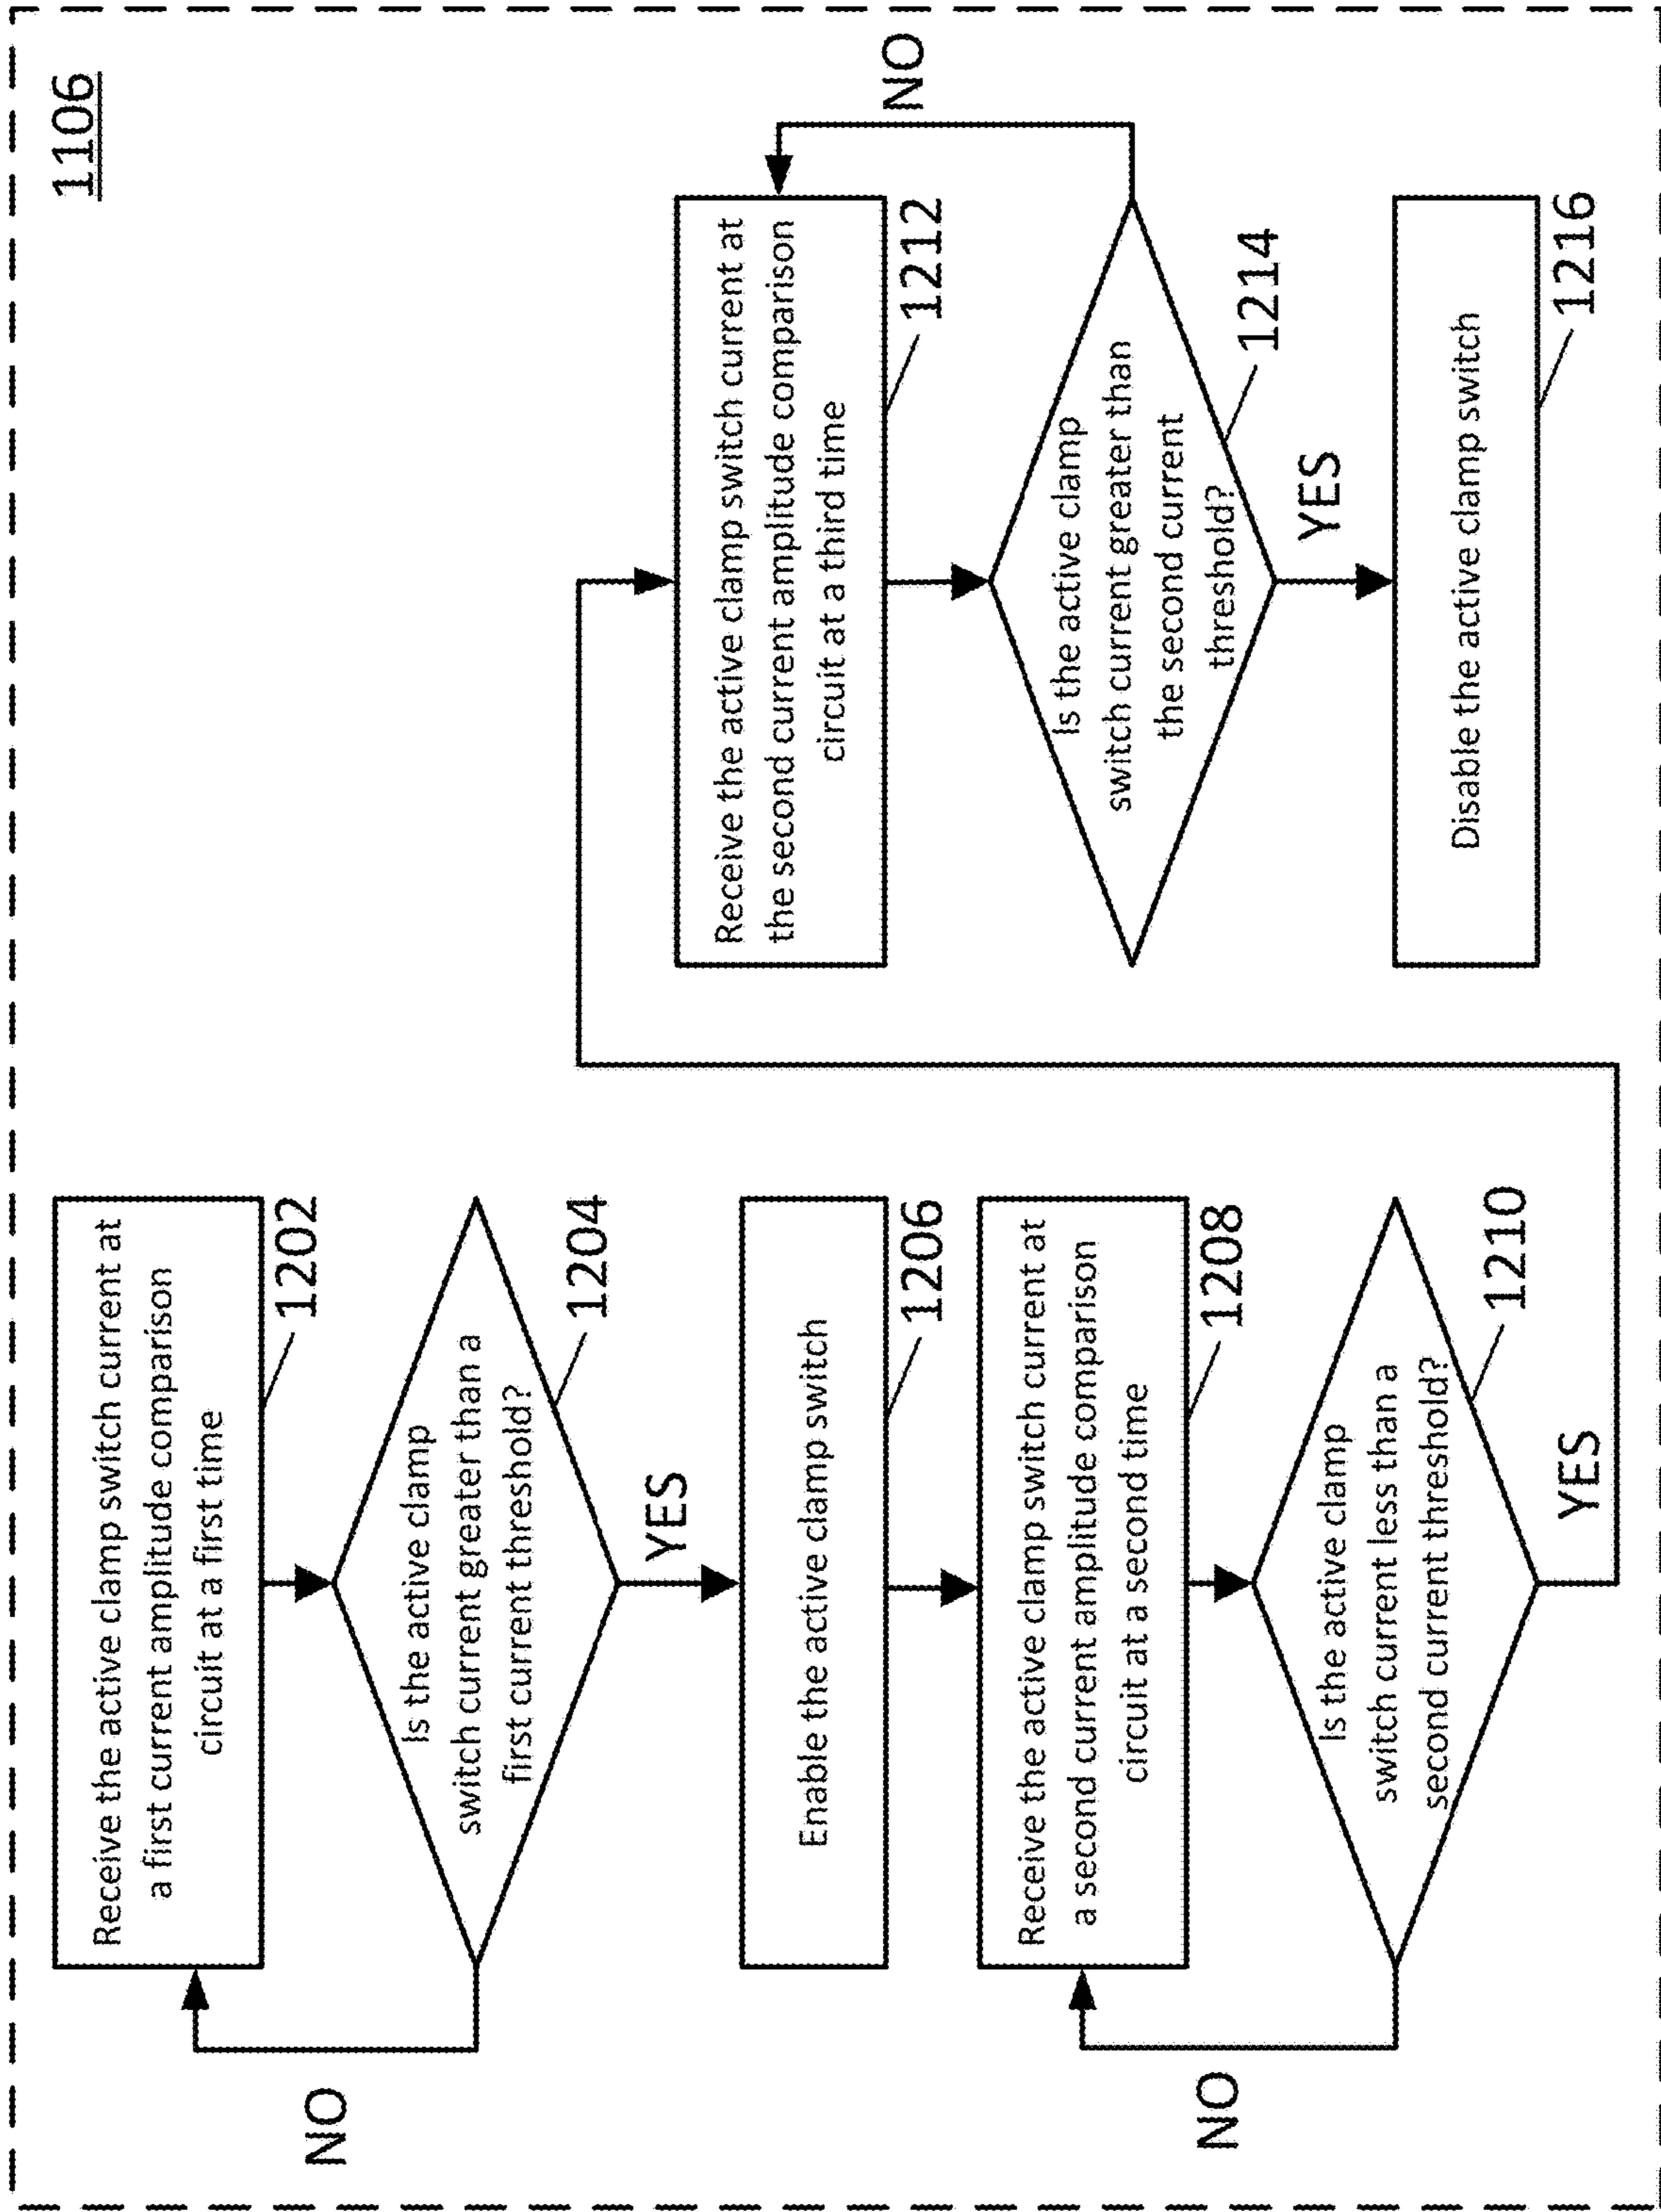 1106
Receive the active clamp switch current at
a first current amplitude comparison
circuit at a first time
1202
Is the active clamp
switch current greater than a
first current threshold?
1204
NO
YES
Enable the active clamp switch
1206
Receive the active clamp switch current at
a second current amplitude comparison
circuit at a second time
1208
Is the active clamp
switch current less than a
second current threshold?
1210
NO
YES
Receive the active clamp switch current at
the second current amplitude comparison
circuit at a third time
1212
Is the active clamp
switch current greater than
the second current
threshold?
1214
NO
YES
Disable the active clamp switch
1216